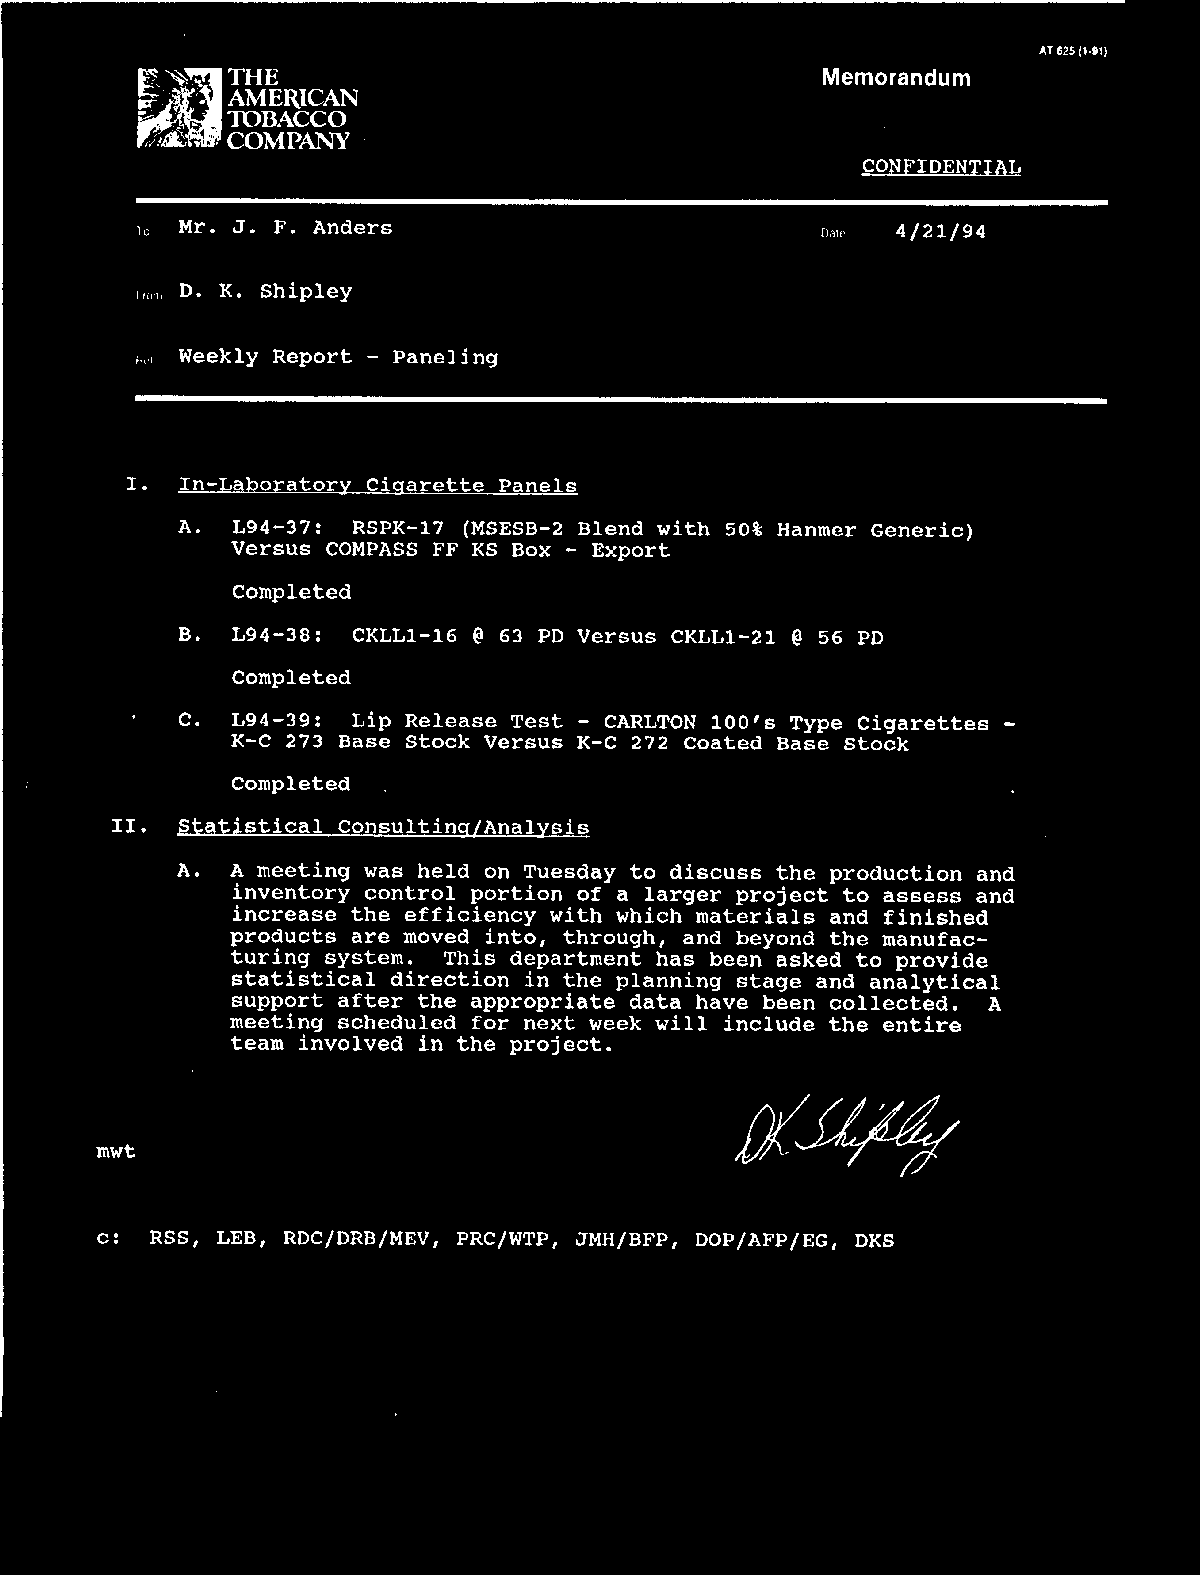 AT 625 (1-91)
THE
AMERICAN
TOBACCO
COMPANY
Memorandum
CONFIDENTIAL
To Mr. J. F. Anders
Date 4/21/94
From D. K. Shipley
Weekly Report - Paneling
I. In-Laboratory Cigarette Panels
A. L94-37: RSPK-17 (MSESB-2 Blend with 50% Hanmer Generic)
Versus COMPASS FF KS Box - Export
Completed
B. L94-38: CKLL1-16 @ 63 PD Versus CKLL1-21 @ 56 PD
Completed
C. L94-39: Lip Release Test - CARLTON 100's Type Cigarettes -
K-C 273 Base Stock Versus K-C 272 Coated Base Stock
Completed
II. Statistical Consulting/Analysis
A. A meeting was held on Tuesday to discuss the production and
inventory control portion of a larger project to assess and
increase the efficiency with which materials and finished
products are moved into, through, and beyond the manufac-
turing system. This department has been asked to provide
statistical direction in the planning stage and analytical
support after the appropriate data have been collected. A
meeting scheduled for next week will include the entire
team involved in the project.
DK Shipley
mwt
c: RSS, LEB, RDC/DRB/MEV, PRC/WTP, JMH/BFP, DOP/AFP/EG, DKS